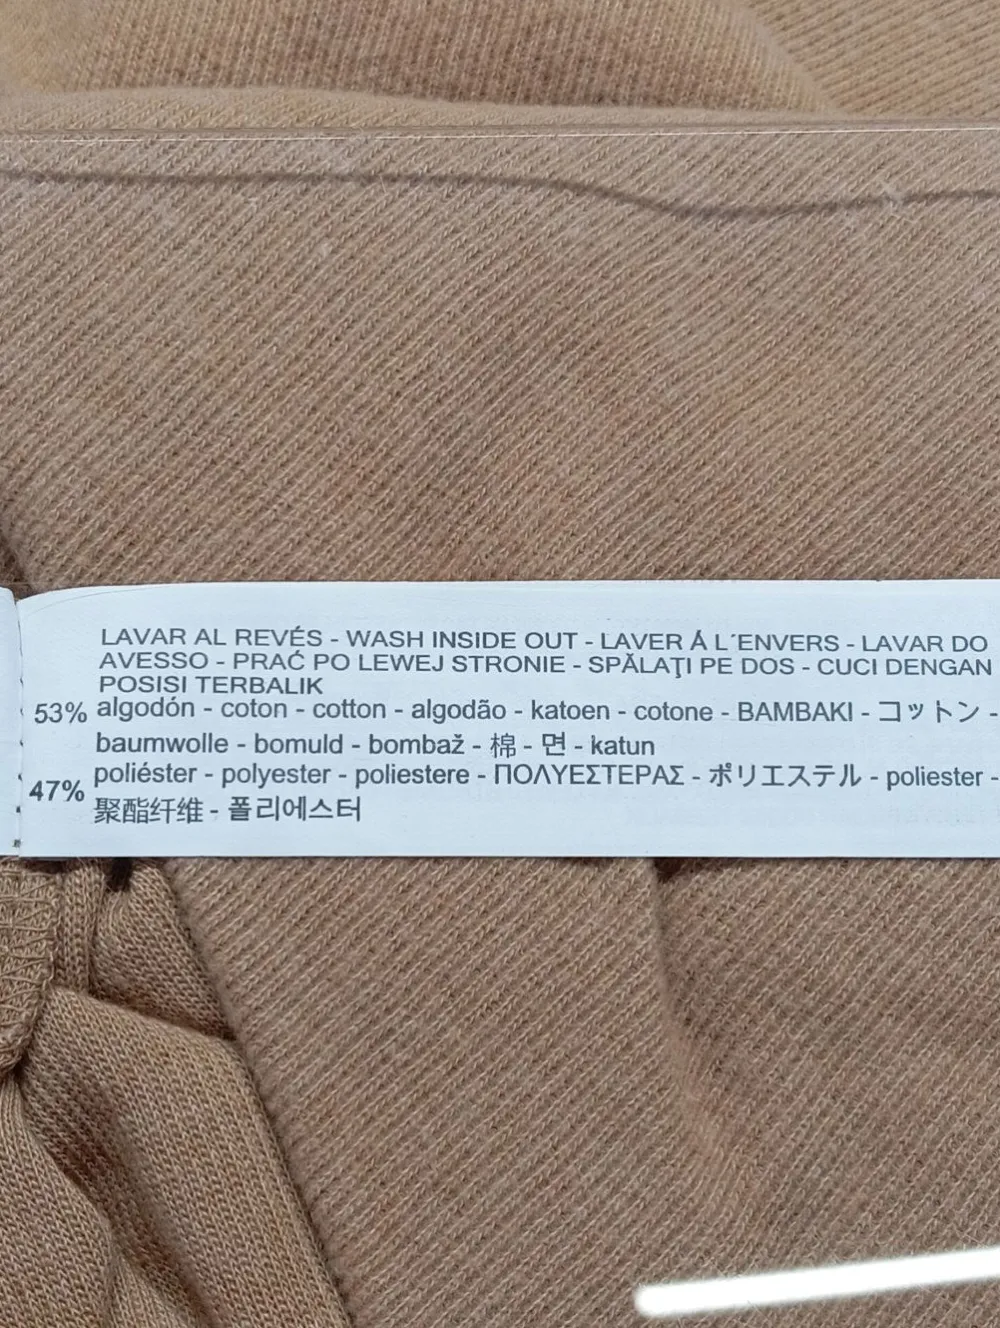 LAVAR AL REVÉS - WASH INSIDE OUT - LAVER Á L´ENVERS - LAVAR DO
AVESSO - PRAĆ PO LEWEJ STRONIE - SPĂLAŢI PE DOS - CUCI DENGAN
POSISI TERBALIK
53% algodón - coton - cotton - algodão - katoen - cotone - BAMBAKI - コットン -
baumwolle - bomuld - bombaž - 棉 - 면 - katun
47% poliéster - polyester - poliestere - ΠΟΛΥΕΣΤΕΡΑΣ - ポリエステル - poliester -
聚酯纤维 - 폴리에스터